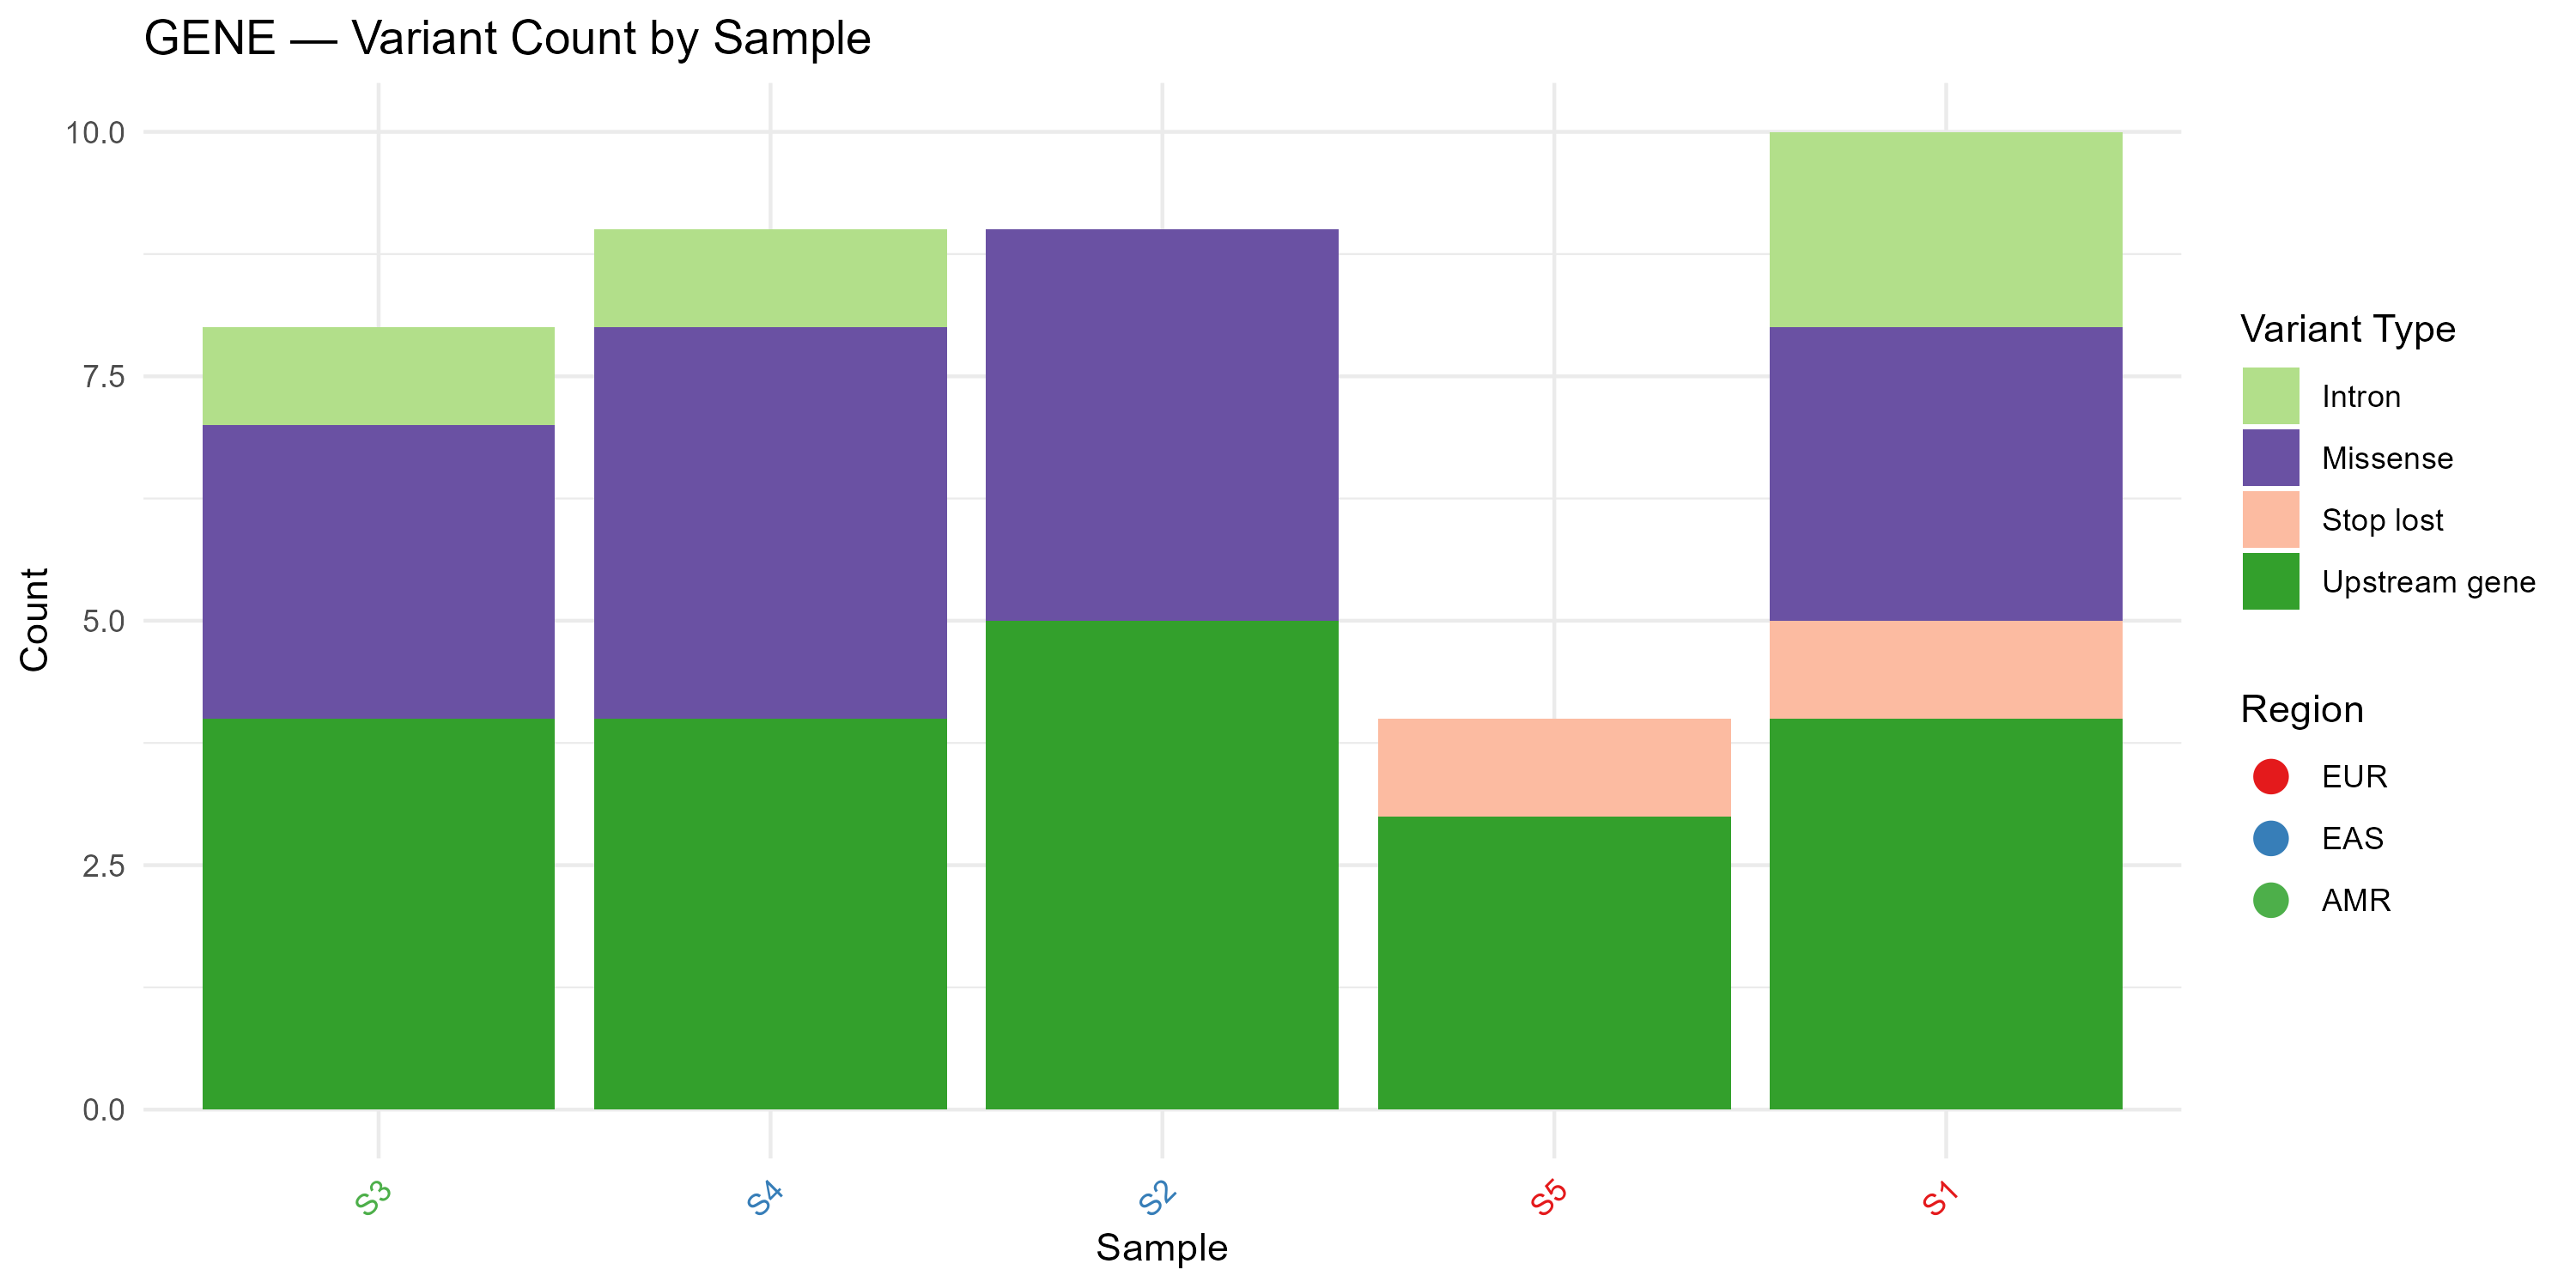 GENE — Variant Count by Sample
Count
10.0
7.5
5.0
2.5
0.0
S3
S4
S2
S5
S1
Sample
Variant Type
Intron
Missense
Stop lost
Upstream gene
Region
EUR
EAS
AMR